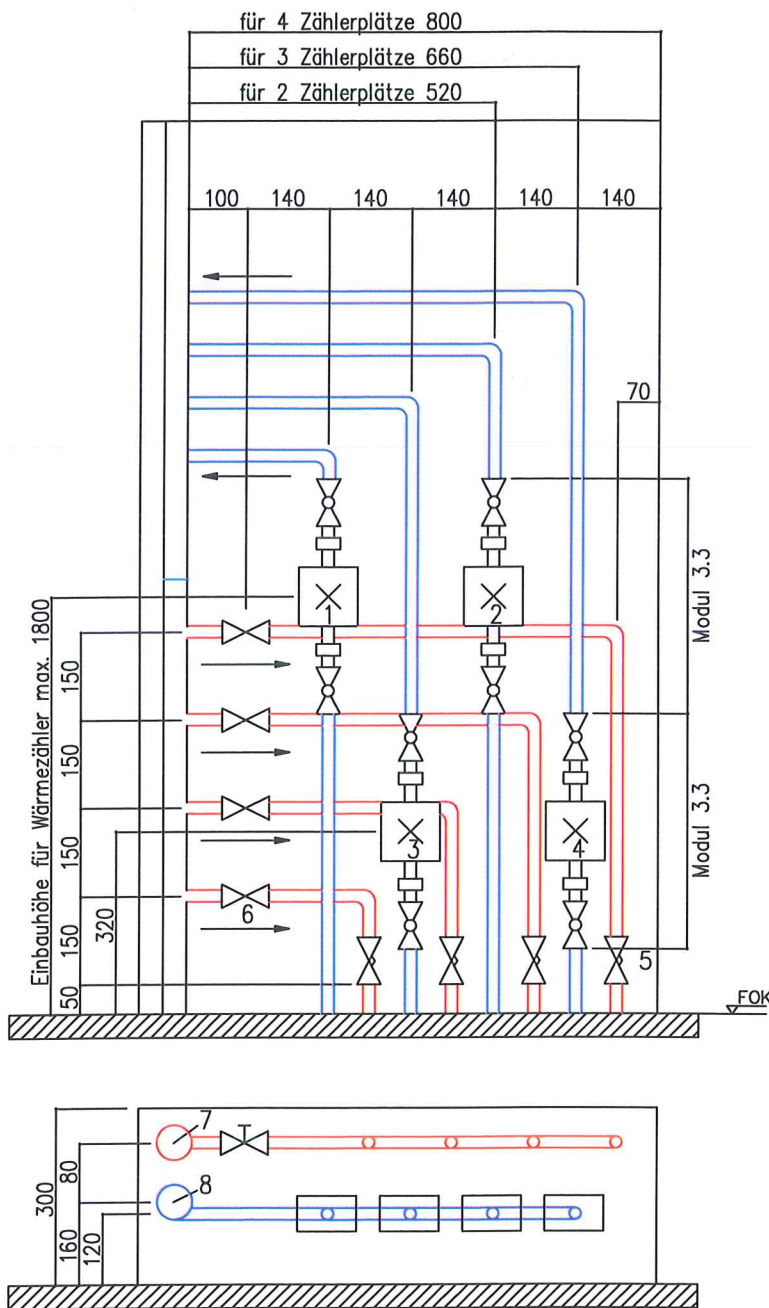 für 4 Zählerplätze 800
für 3 Zählerplätze 660
für 2 Zählerplätze 520
100 140 140 140 140 140
70
Modul 3.3
Modul 3.3
Einbauhöhe für Wärmezähler max. 1800
150
150
150
150
50
320
1
2
3
4
5
6
FOK
7
8
300
80
160
120